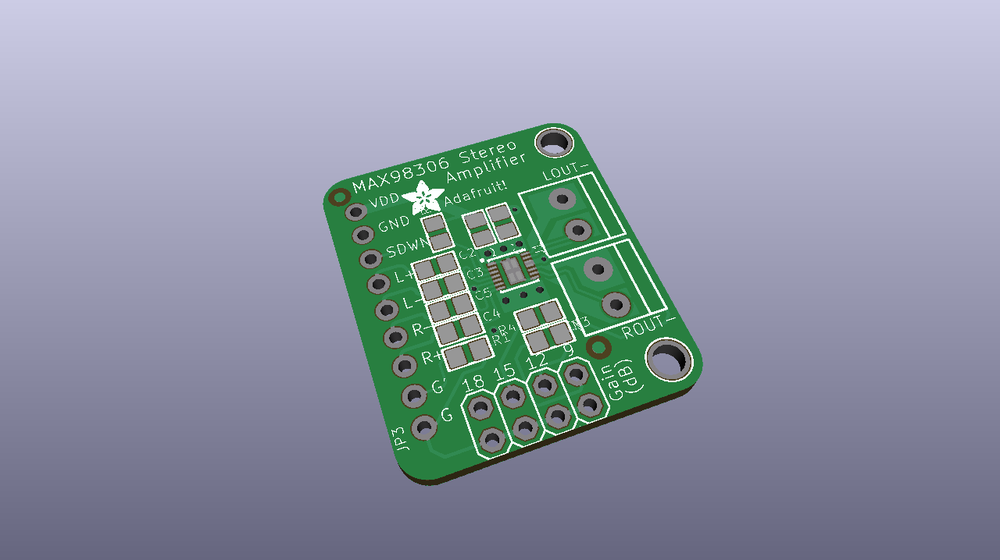 MAX98306 Stereo
Amplifier
Adafruit!
VDD
GND
SDWN
L+
L-
R-
R+
G'
G
JP3
LOUT-
ROUT-
C2
C3
C5
C4
R4
R1
18 15 12 9
Gain
(dB)